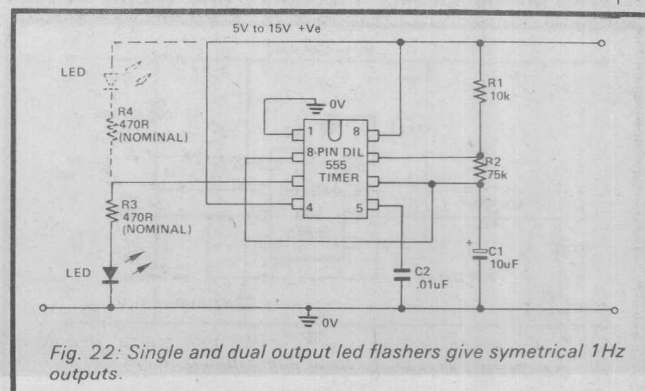 5V to 15V +Ve
LED
R4
470R
(NOMINAL)
R3
470R
(NOMINAL)
LED
0V
1 8
8-PIN DIL
555
TIMER
4 5
R1
10k
R2
75k
+
C1
10uF
C2
.01uF
0V
Fig. 22: Single and dual output led flashers give symetrical 1Hz
outputs.